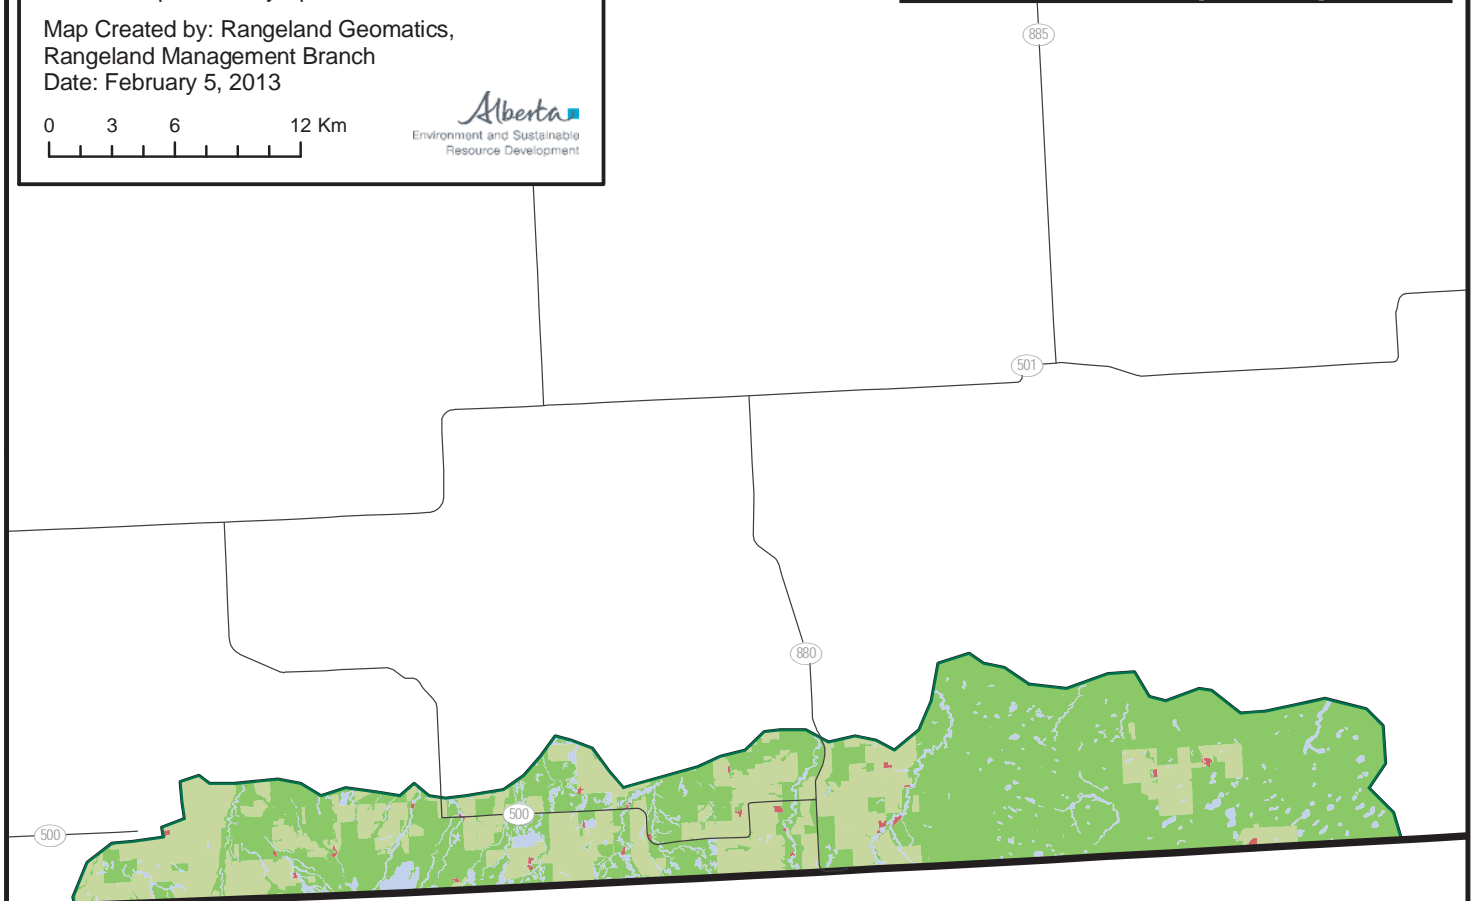 Map Created by: Rangeland Geomatics,
Rangeland Management Branch
Date: February 5, 2013
0 3 6 12 Km
Alberta
Environment and Sustainable
Resource Development
885
501
880
500
500